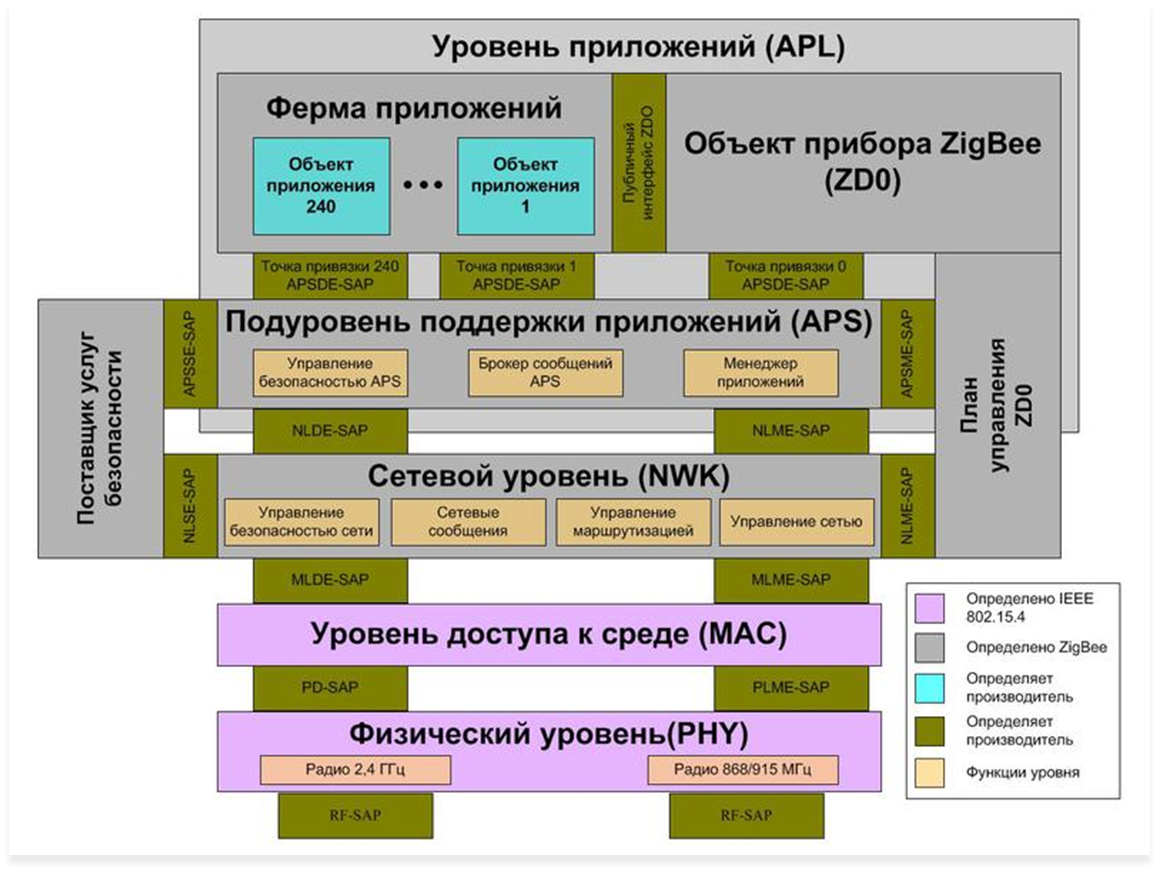 Уровень приложений (APL)
Ферма приложений
Объект
приложения
240
•••
Объект
приложения
1
Публичный
интерфейс ZDO
Объект прибора ZigBee
(ZD0)
Точка привязки 240
APSDE-SAP
Точка привязки 1
APSDE-SAP
Точка привязки 0
APSDE-SAP
Поставщик услуг
безопасности
APSSE-SAP
Подуровень поддержки приложений (APS)
Управление
безопасностью APS
Брокер сообщений
APS
Менеджер
приложений
APSME-SAP
План
управления
ZD0
NLDE-SAP
NLME-SAP
NLSE-SAP
Сетевой уровень (NWK)
Управление
безопасностью сети
Сетевые
сообщения
Управление
маршрутизацией
Управление сетью
NLME-SAP
MLDE-SAP
MLME-SAP
Уровень доступа к среде (MAC)
PD-SAP
PLME-SAP
Физический уровень(PHY)
Радио 2,4 ГГц
Радио 868/915 МГц
RF-SAP
RF-SAP
Определено IEEE
802.15.4
Определено ZigBee
Определяет
производитель
Определяет
производитель
Функции уровня